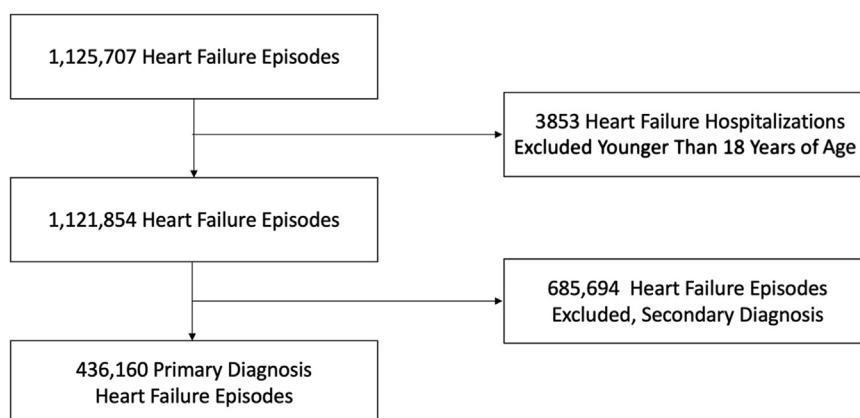 1,125,707 Heart Failure Episodes
3853 Heart Failure Hospitalizations
Excluded Younger Than 18 Years of Age
1,121,854 Heart Failure Episodes
685,694 Heart Failure Episodes
Excluded, Secondary Diagnosis
436,160 Primary Diagnosis
Heart Failure Episodes